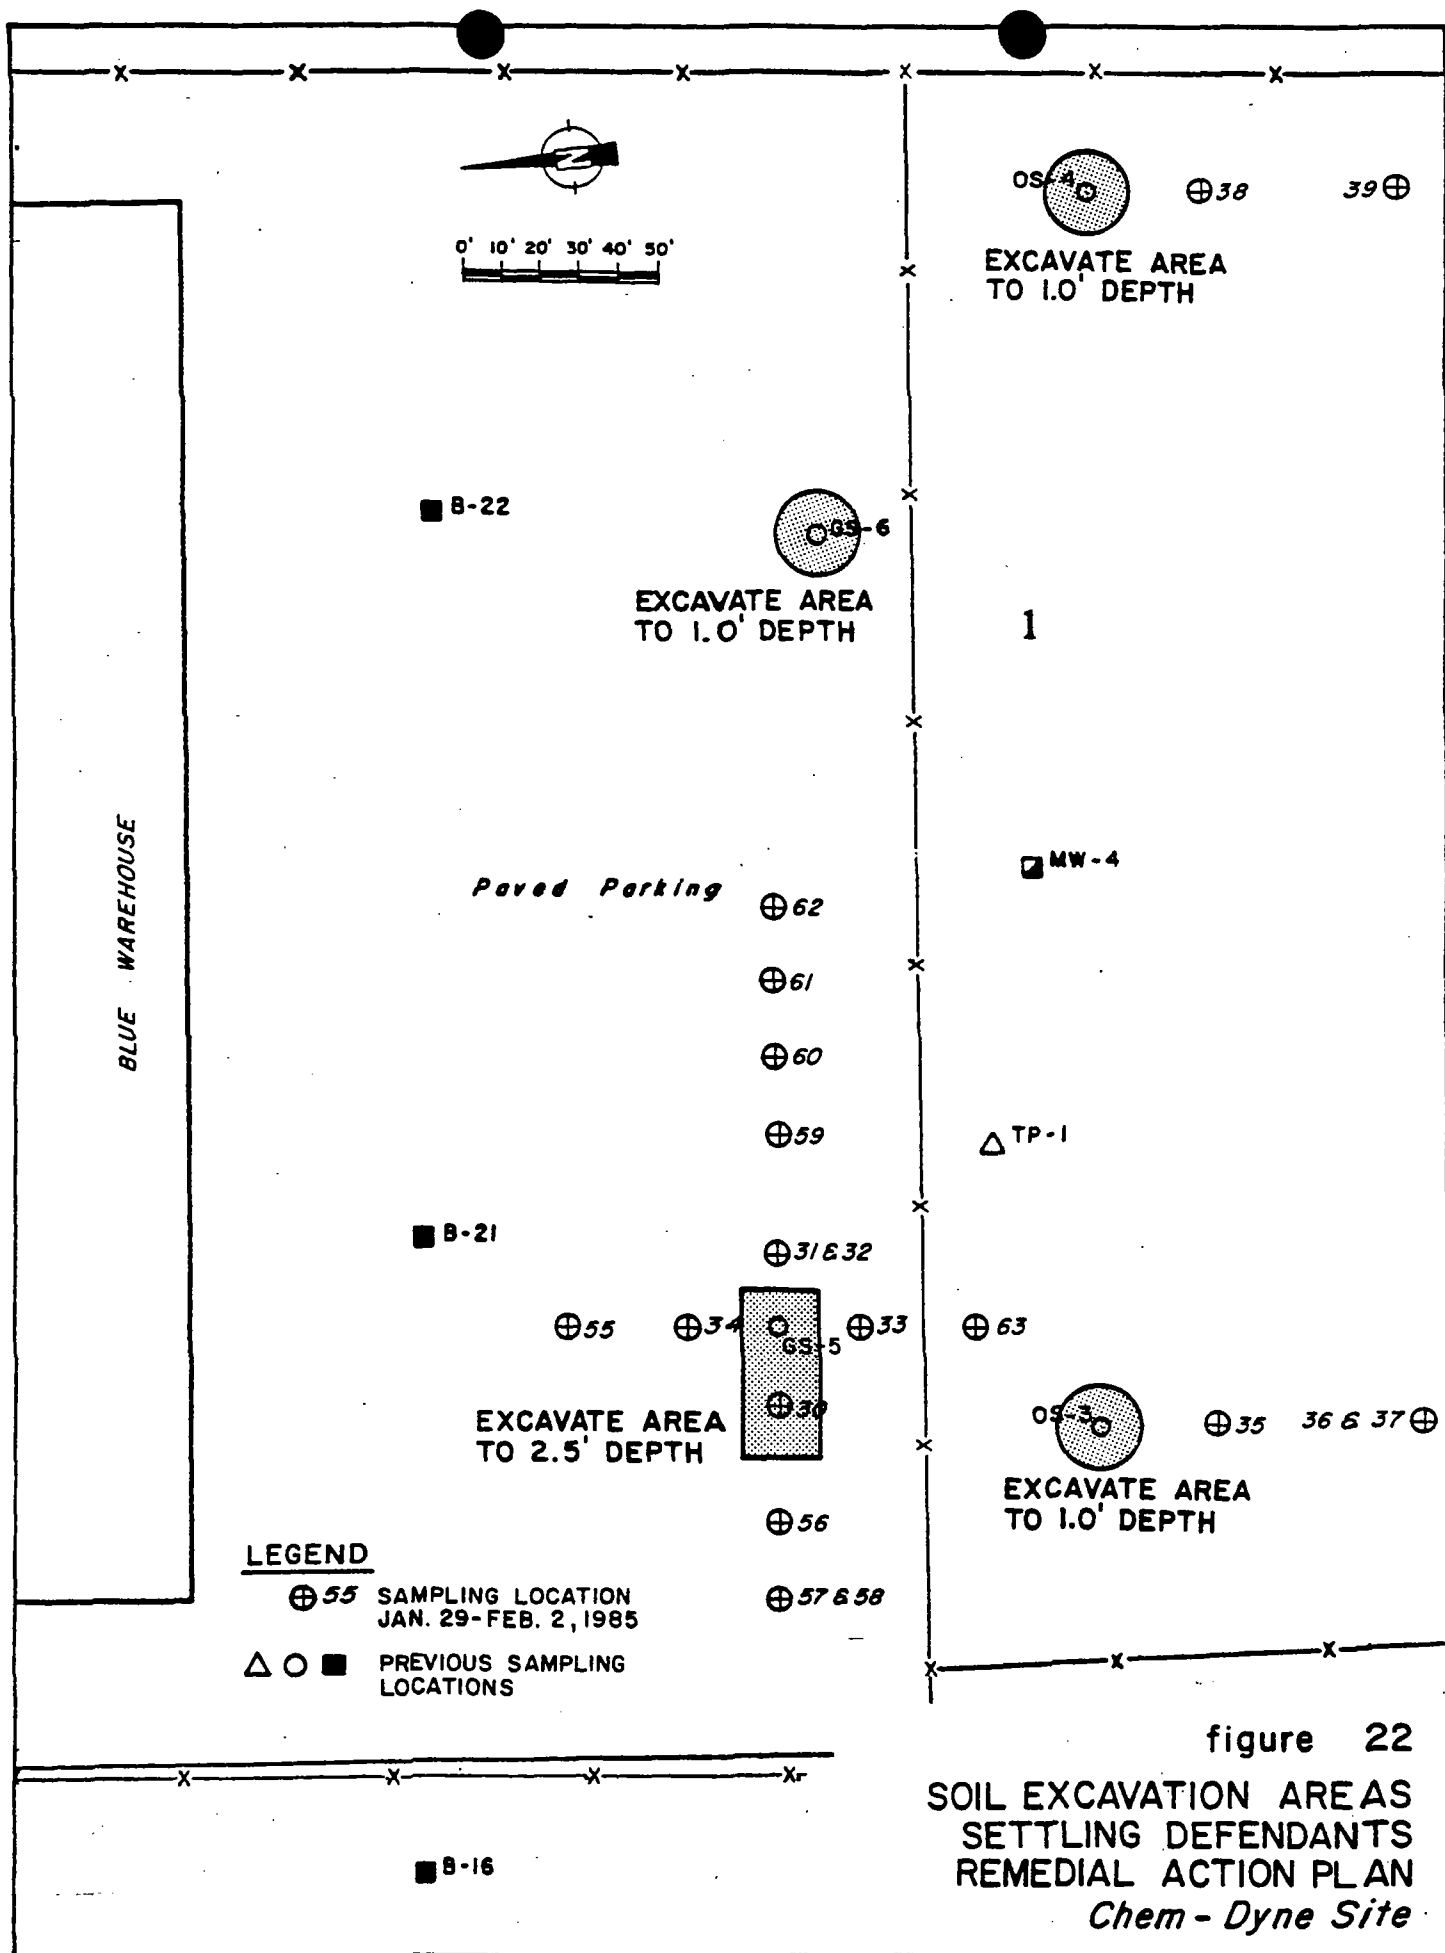 N
0' 10' 20' 30' 40' 50'
OS-4
38
39
EXCAVATE AREA
TO 1.0' DEPTH
B-22
GS-6
EXCAVATE AREA
TO 1.0' DEPTH
1
BLUE WAREHOUSE
Paved Parking
MW-4
62
61
60
59
TP-1
B-21
31 & 32
55
34
GS-5
33
63
30
EXCAVATE AREA
TO 2.5' DEPTH
OS-3
35
36 & 37
EXCAVATE AREA
TO 1.0' DEPTH
56
57 & 58
LEGEND
55 SAMPLING LOCATION
JAN. 29-FEB. 2, 1985
PREVIOUS SAMPLING
LOCATIONS
B-16
figure 22
SOIL EXCAVATION AREAS
SETTLING DEFENDANTS
REMEDIAL ACTION PLAN
Chem-Dyne Site